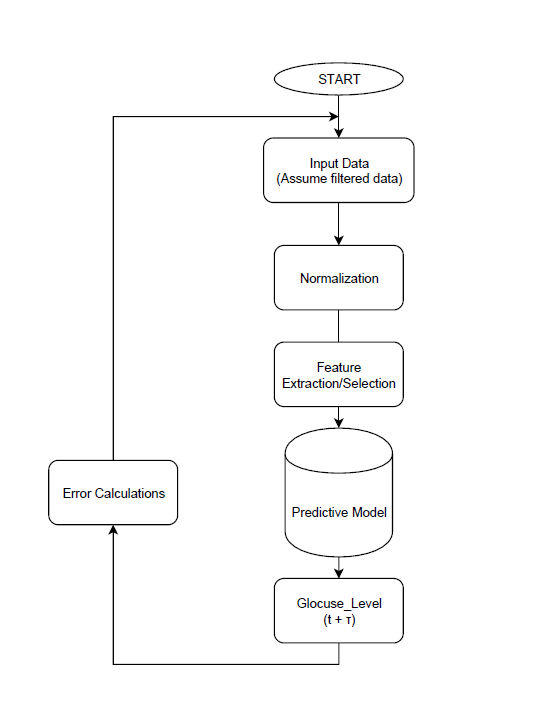 START
Input Data
(Assume filtered data)
Normalization
Feature
Extraction/Selection
Predictive Model
Error Calculations
Glocuse_Level
(t + τ)